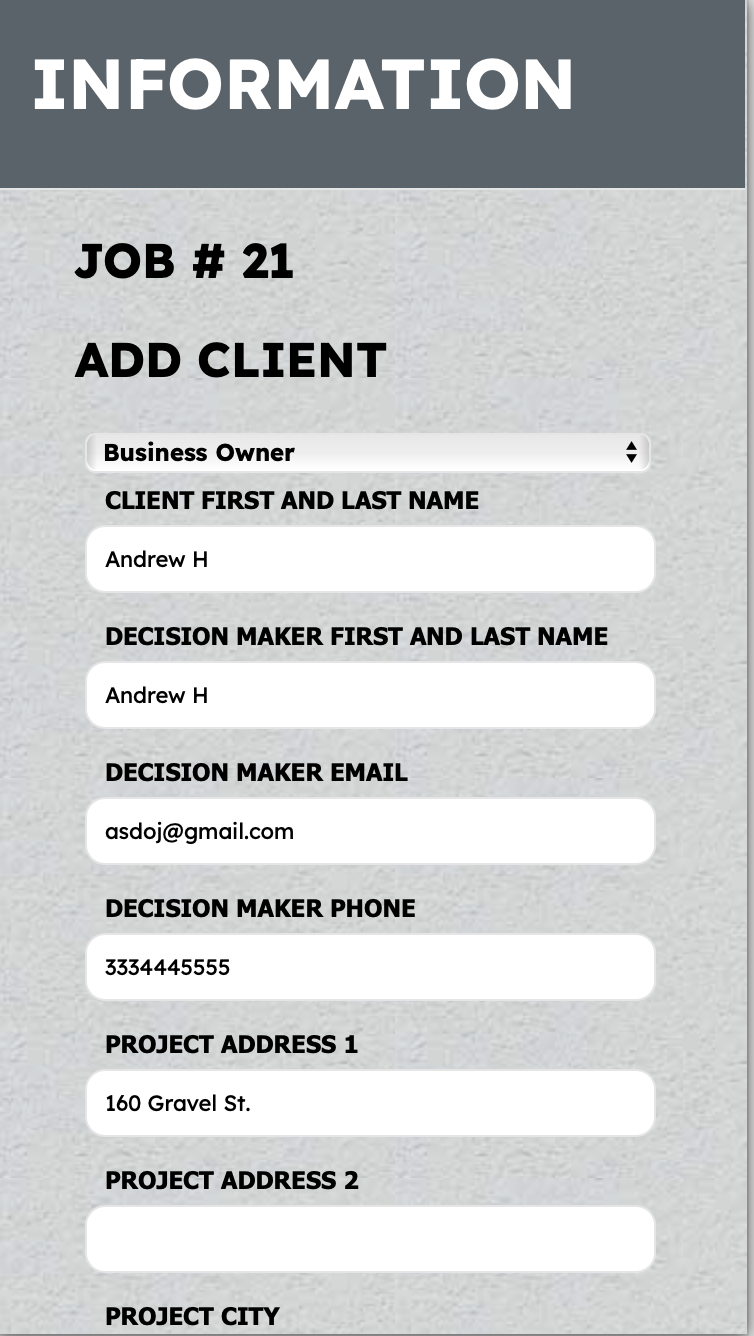 INFORMATION
JOB # 21
ADD CLIENT
Business Owner
CLIENT FIRST AND LAST NAME
Andrew H
DECISION MAKER FIRST AND LAST NAME
Andrew H
DECISION MAKER EMAIL
asdoj@gmail.com
DECISION MAKER PHONE
3334445555
PROJECT ADDRESS 1
160 Gravel St.
PROJECT ADDRESS 2
PROJECT CITY